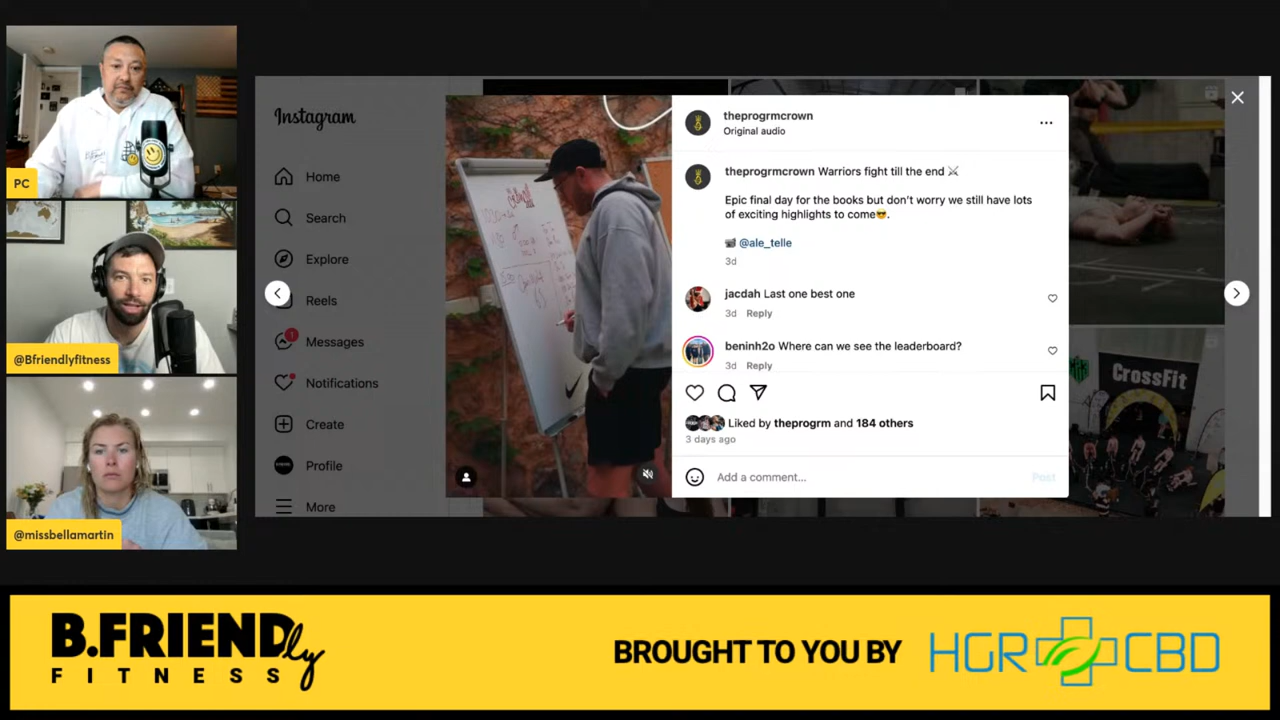 PC
@Bfriendlyfitness
@missbellamartin
Instagram
Home
Search
Explore
Reels
1
Messages
Notifications
Create
Profile
More
theprogrmcrown
Original audio
theprogrmcrown Warriors fight till the end ⚔
Epic final day for the books but don't worry we still have lots
of exciting highlights to come😎.
📹 @ale_telle
3d
jacdah Last one best one
3d Reply
beninh2o Where can we see the leaderboard?
3d Reply
Liked by theprogrm and 184 others
3 days ago
Add a comment...
Post
CrossFit
B.FRIENDly
FITNESS
BROUGHT TO YOU BY
HGR CBD